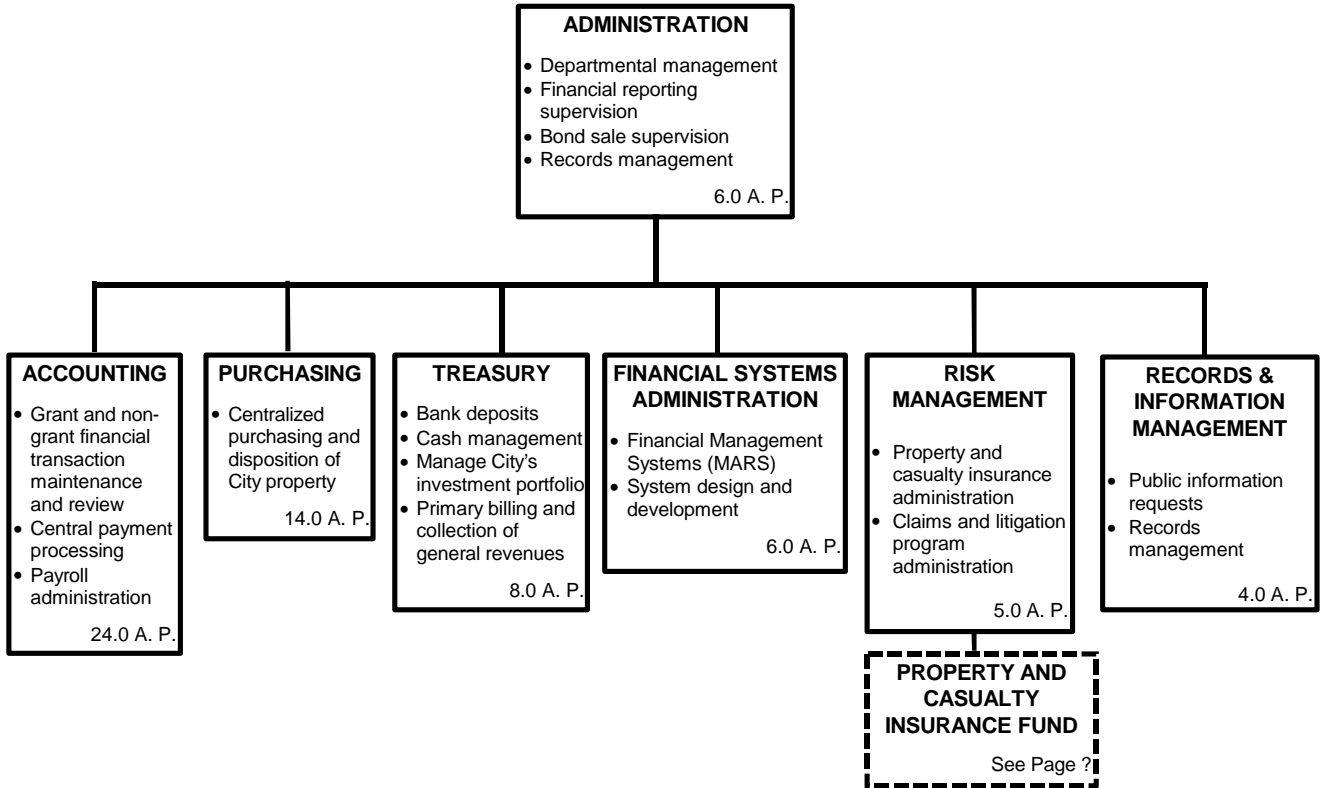 ADMINISTRATION
• Departmental management
• Financial reporting
supervision
• Bond sale supervision
• Records management
6.0 A. P.
ACCOUNTING
• Grant and non-
grant financial
transaction
maintenance
and review
• Central payment
processing
• Payroll
administration
24.0 A. P.
PURCHASING
• Centralized
purchasing and
disposition of
City property
14.0 A. P.
TREASURY
• Bank deposits
• Cash management
• Manage City's
investment portfolio
• Primary billing and
collection of
general revenues
8.0 A. P.
FINANCIAL SYSTEMS
ADMINISTRATION
• Financial Management
Systems (MARS)
• System design and
development
6.0 A. P.
RISK
MANAGEMENT
• Property and
casualty insurance
administration
• Claims and litigation
program
administration
5.0 A. P.
RECORDS &
INFORMATION
MANAGEMENT
• Public information
requests
• Records
management
4.0 A. P.
PROPERTY AND
CASUALTY
INSURANCE FUND
See Page ?